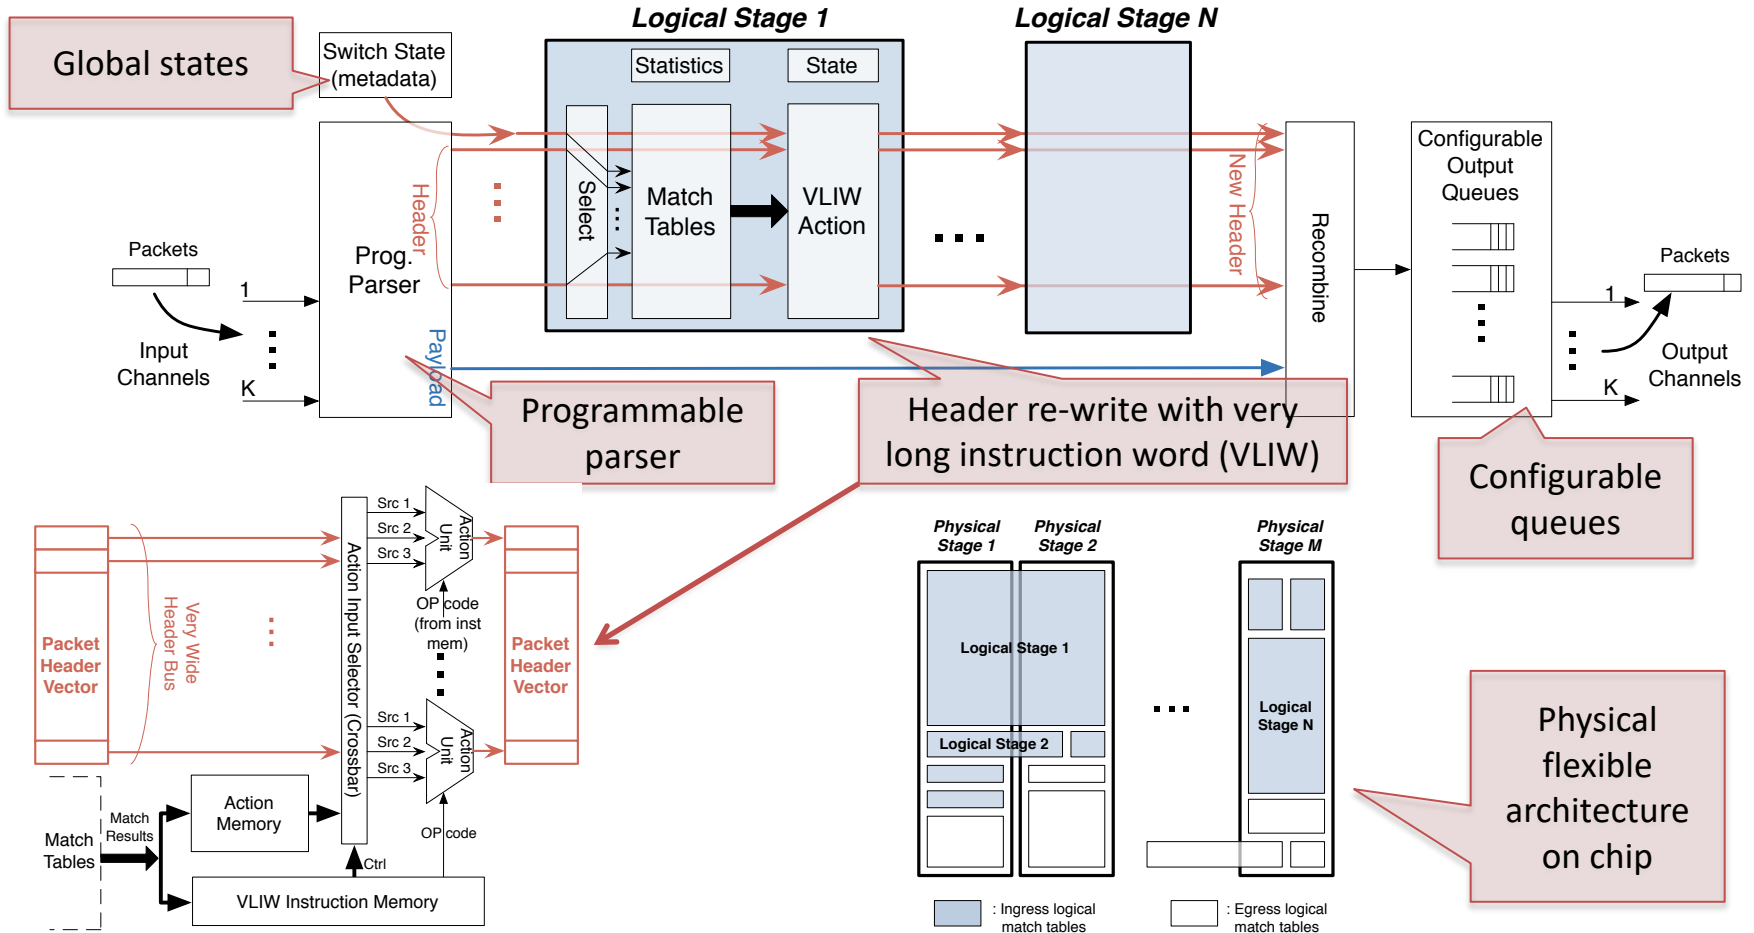 Logical Stage 1
Logical Stage N
Global states
Switch State
(metadata)
Statistics
State
Configurable
Output
Queues
Header
Select
Match
Tables
VLIW
Action
New Header
Recombine
Packets
Prog.
Parser
Packets
1
1
Input
Channels
Payload
Output
Channels
K
K
Programmable
parser
Header re-write with very
long instruction word (VLIW)
Configurable
queues
Src 1
Src 2
Src 3
Action
Unit
OP code
(from inst
mem)
Packet
Header
Vector
Very Wide
Header Bus
Action Input Selector (Crossbar)
Packet
Header
Vector
Src 1
Src 2
Src 3
Action
Unit
Match
Tables
Match
Results
Action
Memory
OP code
Ctrl
VLIW Instruction Memory
Physical
Stage 1
Physical
Stage 2
Physical
Stage M
Logical Stage 1
Logical Stage 2
Logical
Stage N
Physical
flexible
architecture
on chip
: Ingress logical
match tables
: Egress logical
match tables